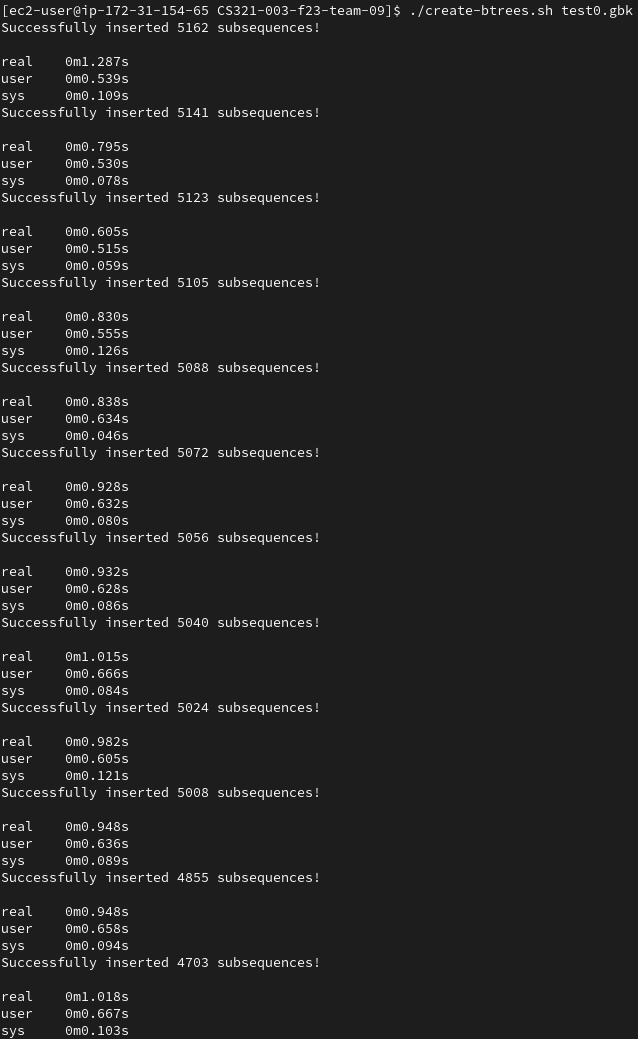 [ec2-user@ip-172-31-154-65 CS321-003-f23-team-09]$ ./create-btrees.sh test0.gbk
Successfully inserted 5162 subsequences!

real    0m1.287s
user    0m0.539s
sys     0m0.109s
Successfully inserted 5141 subsequences!

real    0m0.795s
user    0m0.530s
sys     0m0.078s
Successfully inserted 5123 subsequences!

real    0m0.605s
user    0m0.515s
sys     0m0.059s
Successfully inserted 5105 subsequences!

real    0m0.830s
user    0m0.555s
sys     0m0.126s
Successfully inserted 5088 subsequences!

real    0m0.838s
user    0m0.634s
sys     0m0.046s
Successfully inserted 5072 subsequences!

real    0m0.928s
user    0m0.632s
sys     0m0.080s
Successfully inserted 5056 subsequences!

real    0m0.932s
user    0m0.628s
sys     0m0.086s
Successfully inserted 5040 subsequences!

real    0m1.015s
user    0m0.666s
sys     0m0.084s
Successfully inserted 5024 subsequences!

real    0m0.982s
user    0m0.605s
sys     0m0.121s
Successfully inserted 5008 subsequences!

real    0m0.948s
user    0m0.636s
sys     0m0.089s
Successfully inserted 4855 subsequences!

real    0m0.948s
user    0m0.658s
sys     0m0.094s
Successfully inserted 4703 subsequences!

real    0m1.018s
user    0m0.667s
sys     0m0.103s